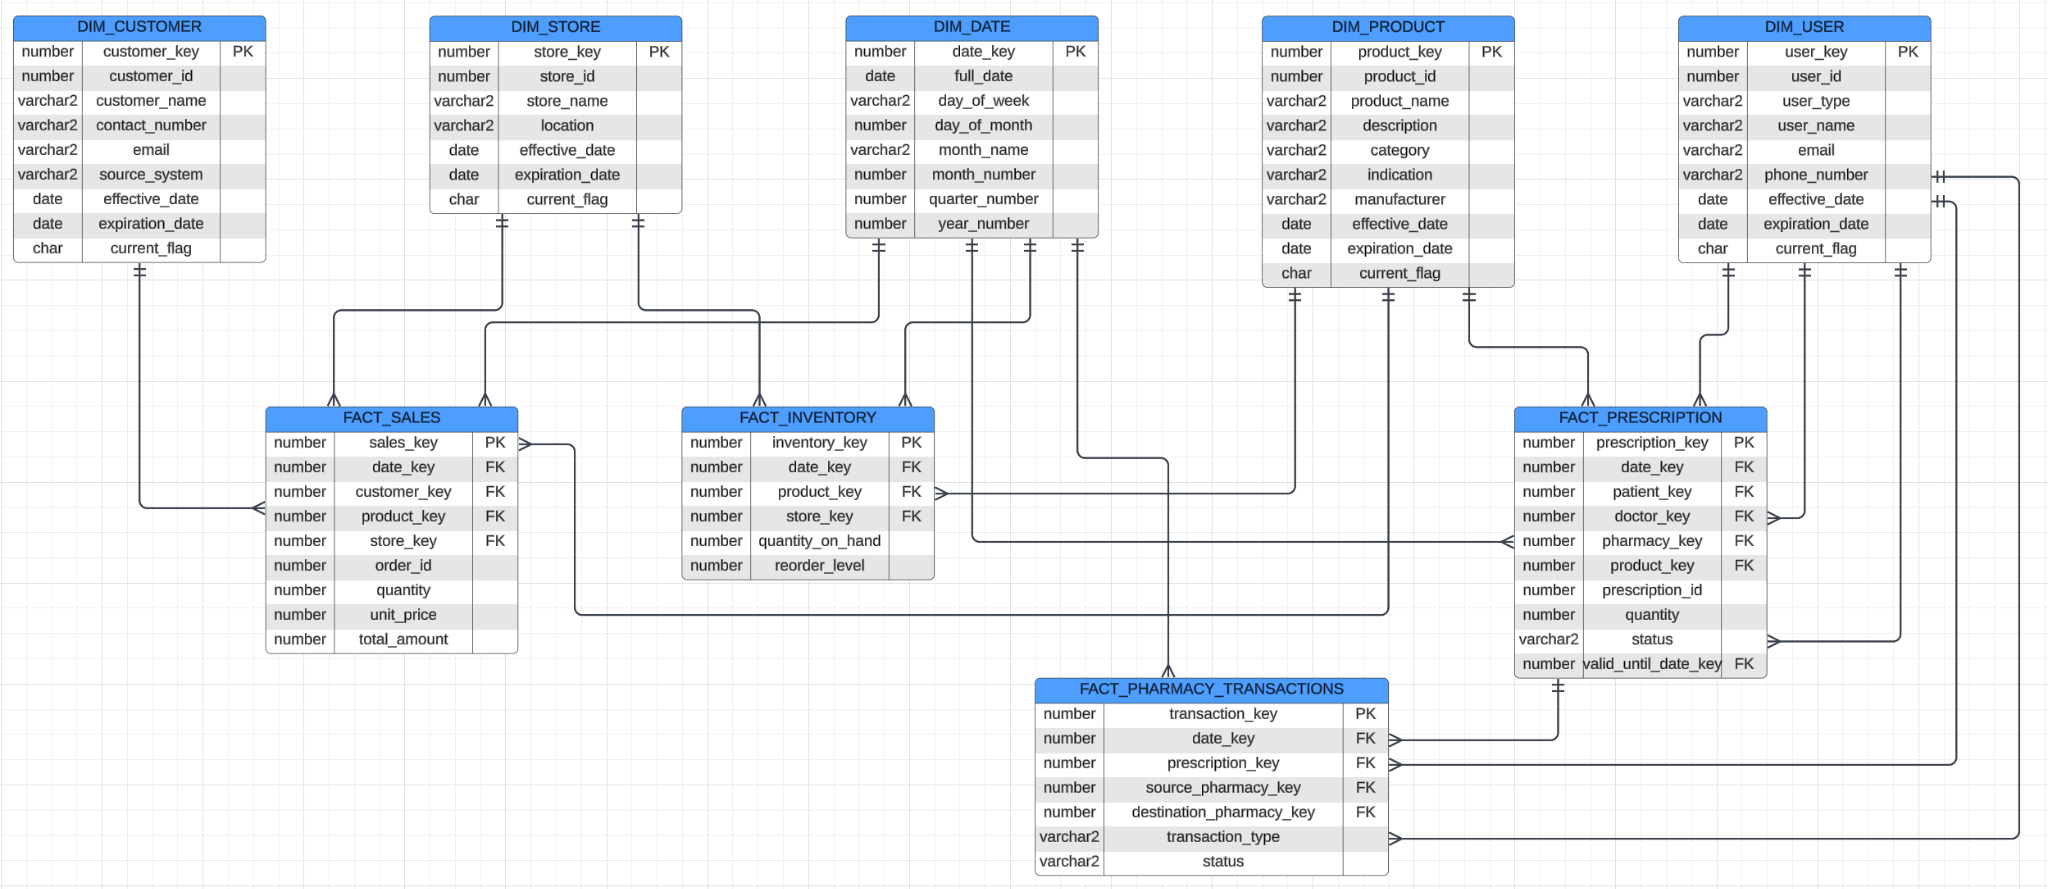 DIM_CUSTOMER
number customer_key PK
number customer_id
varchar2 customer_name
varchar2 contact_number
varchar2 email
varchar2 source_system
date effective_date
date expiration_date
char current_flag
DIM_STORE
number store_key PK
number store_id
varchar2 store_name
varchar2 location
date effective_date
date expiration_date
char current_flag
DIM_DATE
number date_key PK
date full_date
varchar2 day_of_week
number day_of_month
varchar2 month_name
number month_number
number quarter_number
number year_number
DIM_PRODUCT
number product_key PK
number product_id
varchar2 product_name
varchar2 description
varchar2 category
varchar2 indication
varchar2 manufacturer
date effective_date
date expiration_date
char current_flag
DIM_USER
number user_key PK
number user_id
varchar2 user_type
varchar2 user_name
varchar2 email
varchar2 phone_number
date effective_date
date expiration_date
char current_flag
FACT_SALES
number sales_key PK
number date_key FK
number customer_key FK
number product_key FK
number store_key FK
number order_id
number quantity
number unit_price
number total_amount
FACT_INVENTORY
number inventory_key PK
number date_key FK
number product_key FK
number store_key FK
number quantity_on_hand
number reorder_level
FACT_PRESCRIPTION
number prescription_key PK
number date_key FK
number patient_key FK
number doctor_key FK
number pharmacy_key FK
number product_key FK
number prescription_id
number quantity
varchar2 status
number valid_until_date_key FK
FACT_PHARMACY_TRANSACTIONS
number transaction_key PK
number date_key FK
number prescription_key FK
number source_pharmacy_key FK
number destination_pharmacy_key FK
varchar2 transaction_type
varchar2 status